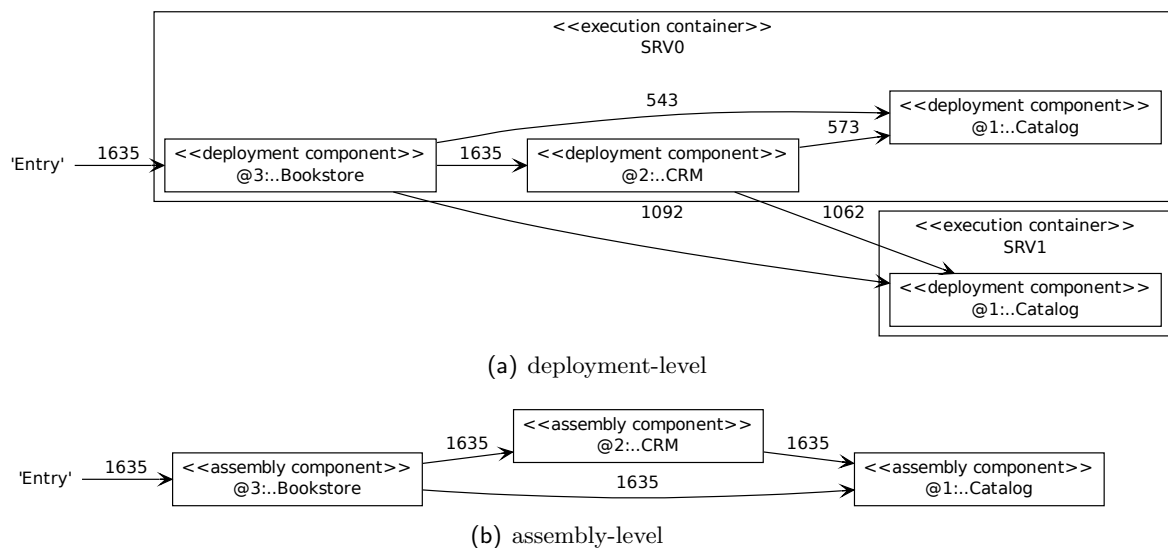 <<execution container>>
SRV0
543
<<deployment component>>
@1:..Catalog
573
'Entry'
1635
<<deployment component>>
@3:..Bookstore
1635
<<deployment component>>
@2:..CRM
1092
1062
<<execution container>>
SRV1
<<deployment component>>
@1:..Catalog
(a) deployment-level
<<assembly component>>
@2:..CRM
1635
1635
'Entry'
1635
<<assembly component>>
@3:..Bookstore
1635
<<assembly component>>
@1:..Catalog
(b) assembly-level